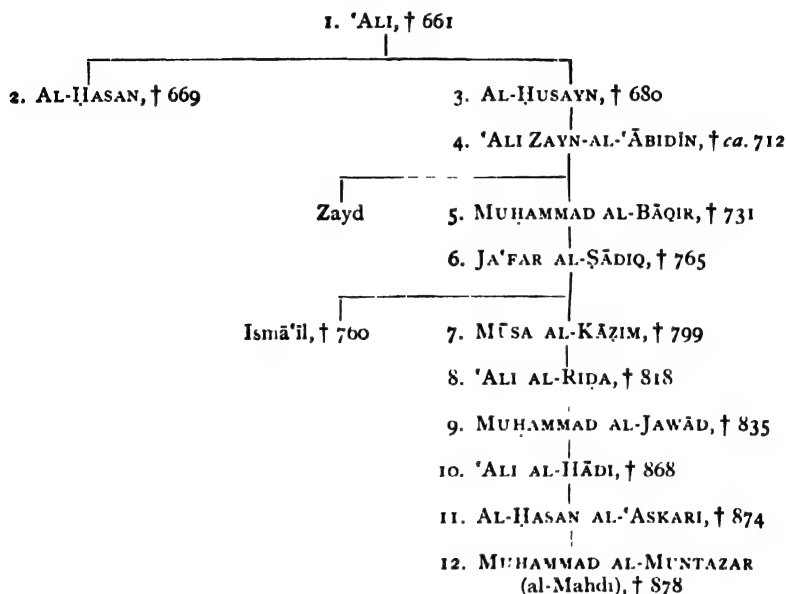 1. ‘ALI, † 661
2. AL-ḤASAN, † 669 3. AL-ḤUSAYN, † 680
4. ‘ALI ZAYN-AL-‘ĀBIDĪN, † ca. 712
Zayd 5. MUḤAMMAD AL-BĀQIR, † 731
6. JA‘FAR AL-ṢĀDIQ, † 765
Ismā‘īl, † 760 7. MŪSA AL-KĀẒIM, † 799
8. ‘ALI AL-RIḌA, † 818
9. MUḤAMMAD AL-JAWĀD, † 835
10. ‘ALI AL-HĀDI, † 868
11. AL-ḤASAN AL-‘ASKARI, † 874
12. MUḤAMMAD AL-MUNTAẒAR
(al-Mahdi), † 878